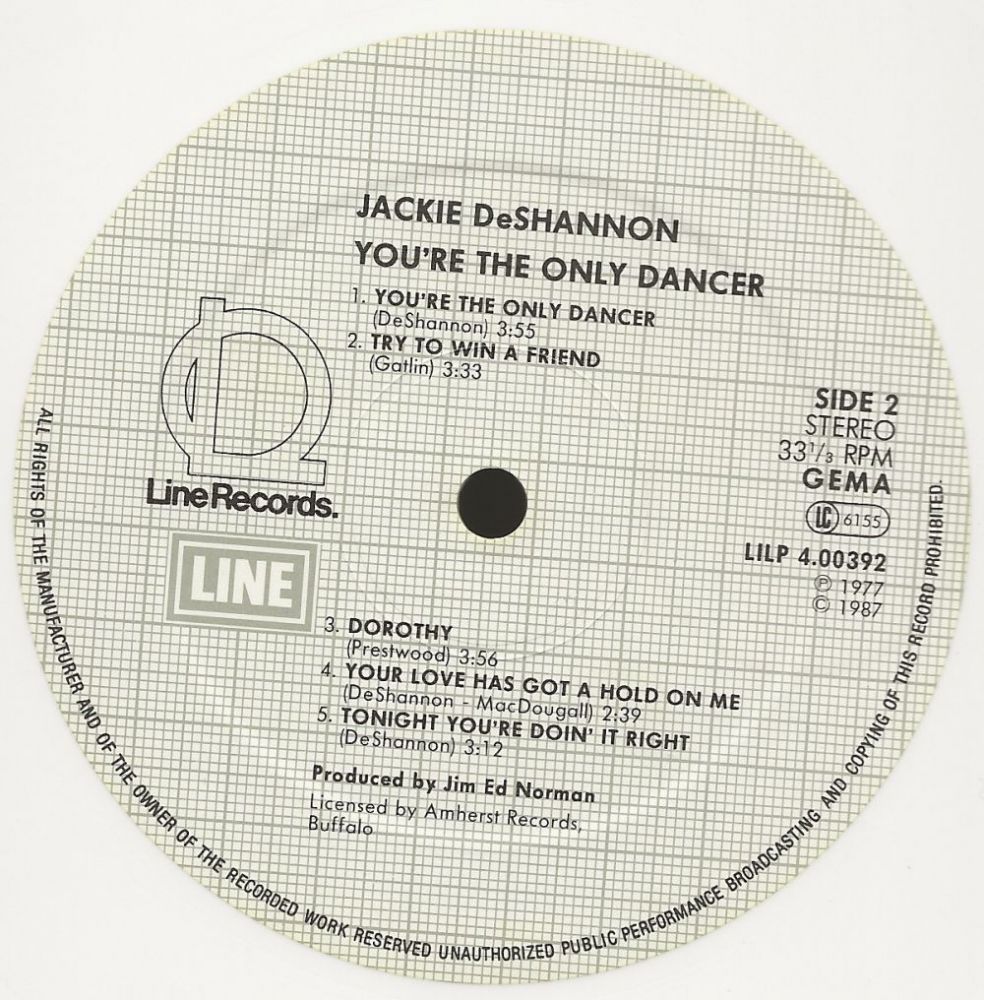 JACKIE DeSHANNON
YOU'RE THE ONLY DANCER
1. YOU'RE THE ONLY DANCER
(DeShannon) 3:55
2. TRY TO WIN A FRIEND
(Gatlin) 3:33
SIDE 2
STEREO
33 1/3 RPM
GEMA
LC 6155
LILP 4.00392
Ⓟ 1977
© 1987
Line Records.
LINE
3. DOROTHY
(Prestwood) 3:56
4. YOUR LOVE HAS GOT A HOLD ON ME
(DeShannon - MacDougall) 2:39
5. TONIGHT YOU'RE DOIN' IT RIGHT
(DeShannon) 3:12
Produced by Jim Ed Norman
Licensed by Amherst Records,
Buffalo
ALL RIGHTS OF THE MANUFACTURER AND OF THE OWNER OF THE RECORDED WORK RESERVED UNAUTHORIZED PUBLIC PERFORMANCE BROADCASTING AND COPYING OF THIS RECORD PROHIBITED.